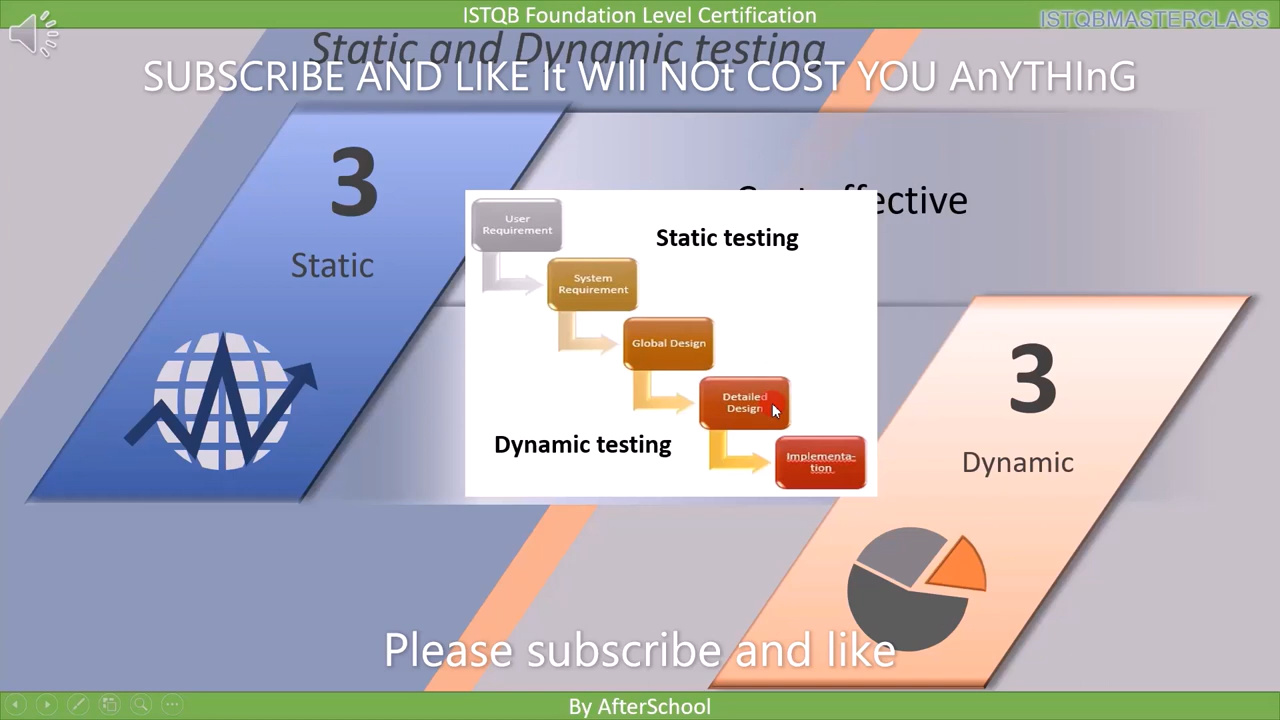 ISTQB Foundation Level Certification
ISTQBMASTERCLASS
Static and Dynamic testing
SUBSCRIBE AND LIKE It WIll NOt COST YOU AnYTHInG
3
Static
User
Requirement
Static testing
System
Requirement
Global Design
Detailed
Design
Dynamic testing
Implementa-
tion
3
Dynamic
Please subscribe and like
By AfterSchool